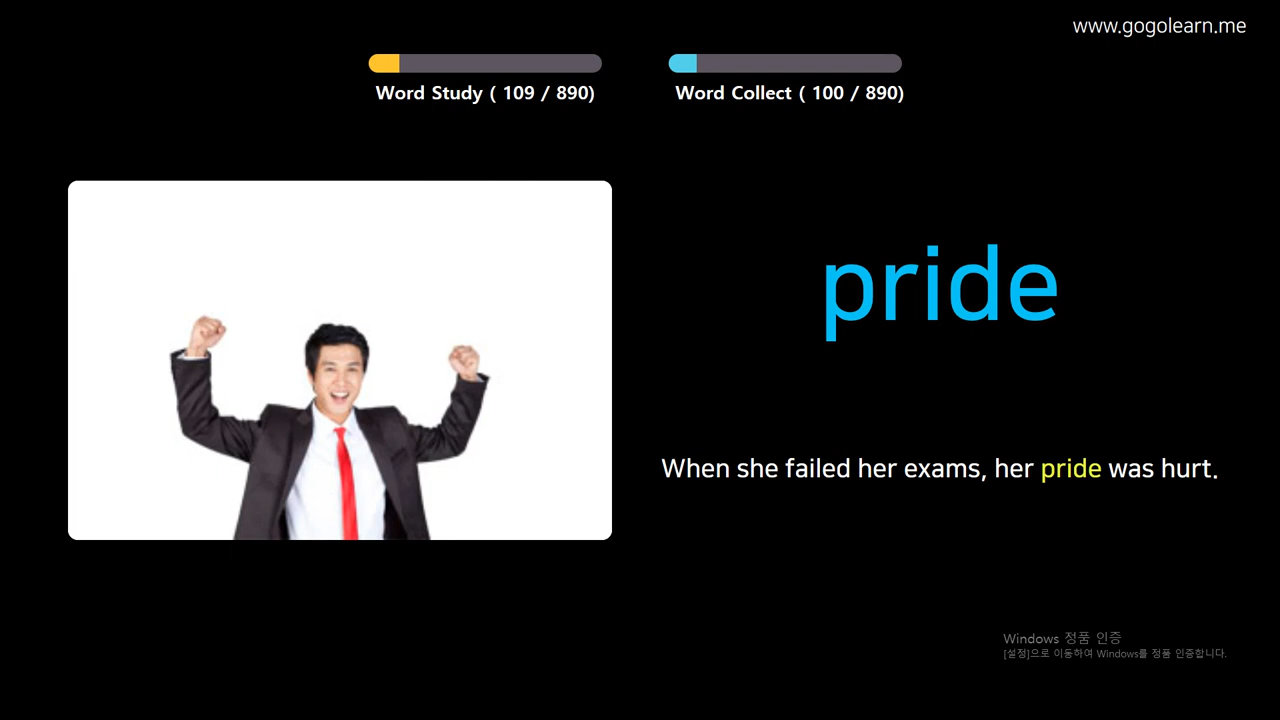 www.gogolearn.me
Word Study ( 109 / 890)
Word Collect ( 100 / 890)
pride
When she failed her exams, her pride was hurt.
Windows 정품 인증
[설정]으로 이동하여 Windows를 정품 인증합니다.